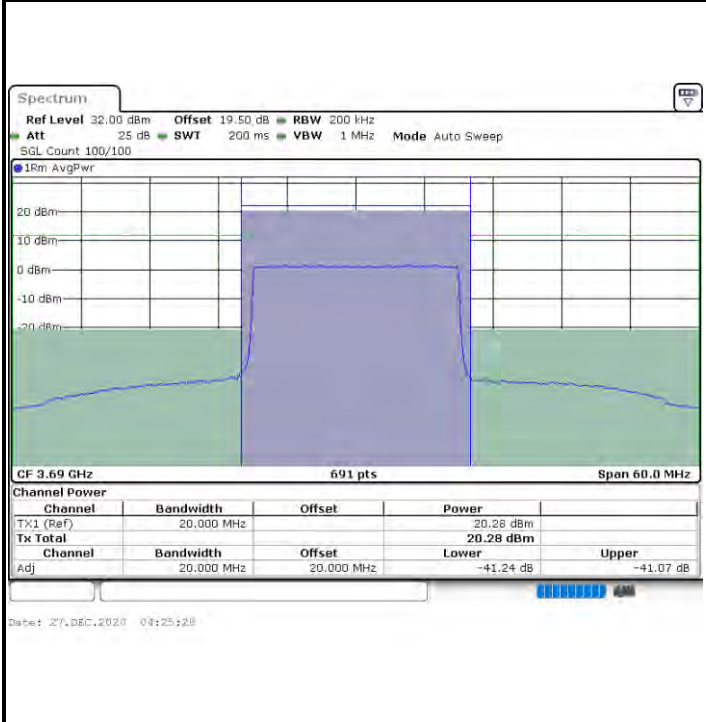 Spectrum
Ref Level 32.00 dBm Offset 19.50 dB RBW 200 kHz
Att 25 dB SWT 200 ms VBW 1 MHz Mode Auto Sweep
SGL Count 100/100
1Rm AvgPwr
20 dBm
10 dBm
0 dBm
-10 dBm
-20 dBm
CF 3.69 GHz 691 pts Span 60.0 MHz
Channel Power
Channel Bandwidth Offset Power
TX1 (Ref) 20.000 MHz 20.28 dBm
Tx Total 20.28 dBm
Channel Bandwidth Offset Lower Upper
Adj 20.000 MHz 20.000 MHz -41.24 dB -41.07 dB
Date: 27.DEC.2020 04:25:28